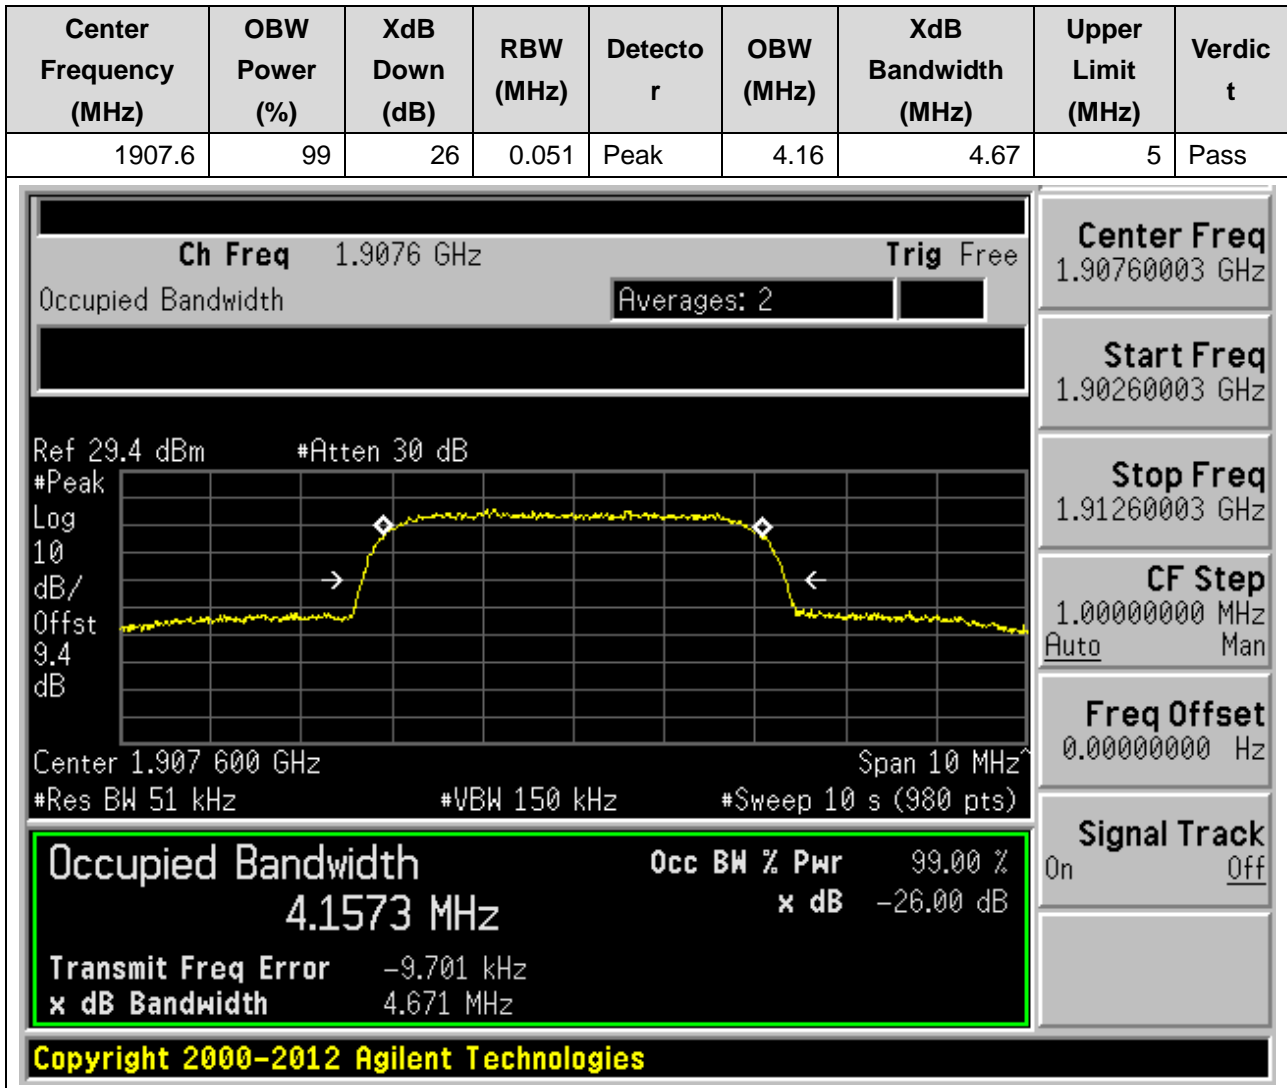 Center Frequency (MHz) OBW Power (%) XdB Down (dB) RBW (MHz) Detecto r OBW (MHz) XdB Bandwidth (MHz) Upper Limit (MHz) Verdic t
1907.6 99 26 0.051 Peak 4.16 4.67 5 Pass
Ch Freq 1.9076 GHz Trig Free
Occupied Bandwidth Averages: 2
Ref 29.4 dBm #Atten 30 dB
#Peak
Log
10
dB/
Offst
9.4
dB
Center 1.907 600 GHz Span 10 MHz^
#Res BW 51 kHz #VBW 150 kHz #Sweep 10 s (980 pts)
Occupied Bandwidth Occ BW % Pwr 99.00 %
4.1573 MHz x dB -26.00 dB
Transmit Freq Error -9.701 kHz
x dB Bandwidth 4.671 MHz
Copyright 2000-2012 Agilent Technologies
Center Freq
1.90760003 GHz
Start Freq
1.90260003 GHz
Stop Freq
1.91260003 GHz
CF Step
1.00000000 MHz
Auto Man
Freq Offset
0.00000000 Hz
Signal Track
On Off